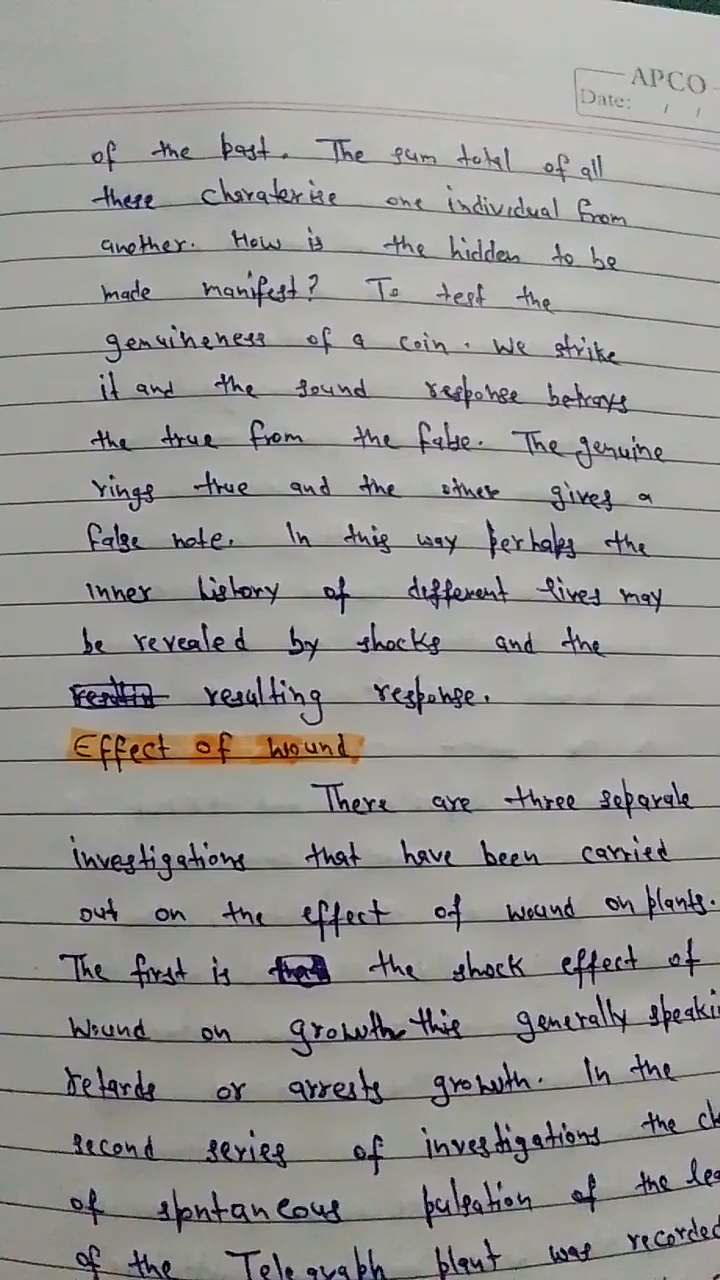 APCO
Date: / /
of the past. The sum total of all
these charaterise one individual from
another. How is the hidden to be
made manifest? To test the
genuineness of a coin. We strike
it and the sound response betrays
the true from the false. The genuine
rings true and the other gives a
false note. In this way perhaps the
inner history of different lives may
be revealed by shocks and the
resulting response.
Effect of wound
There are three separate
investigations that have been carried
out on the effect of wound on plants.
The first is the shock effect of
wound on growth this generally speaki
retards or arrests growth. In the
second series of investigations the
of spontaneous pulsation of the lea
of the Telegraph plant was recorded